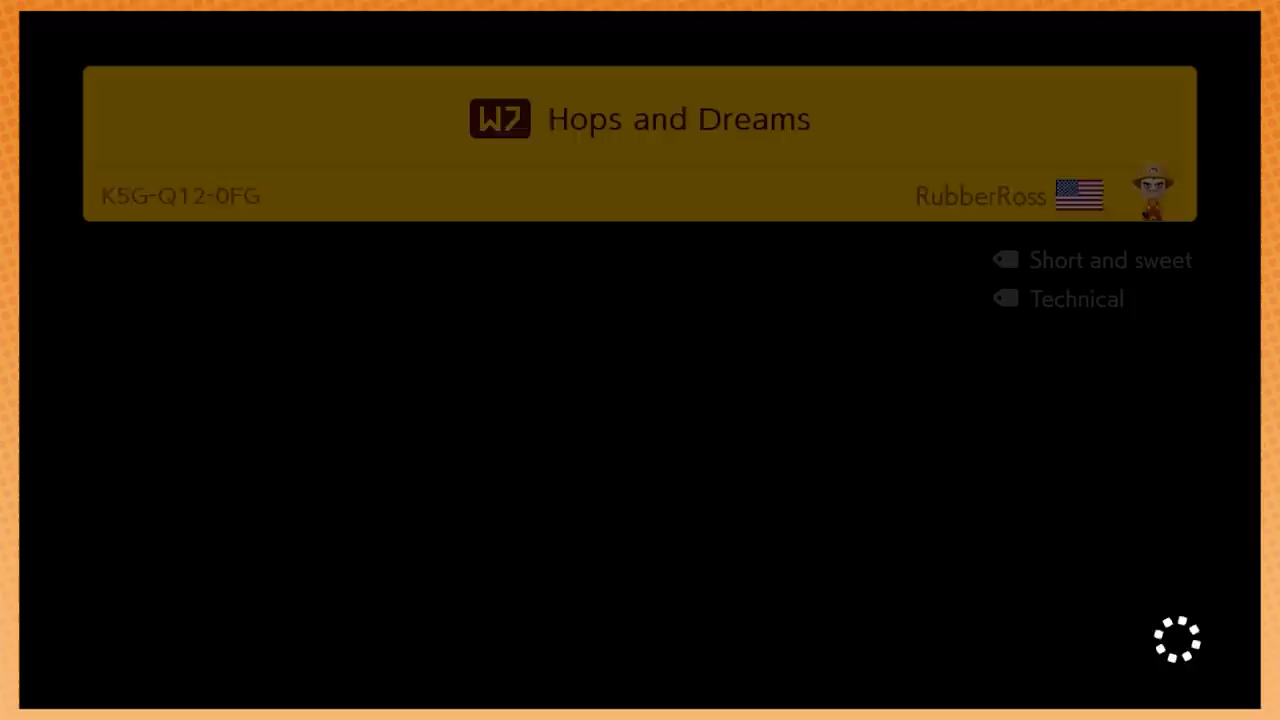 W7 Hops and Dreams
K5G-Q12-0FG
RubberRoss
Short and sweet
Technical